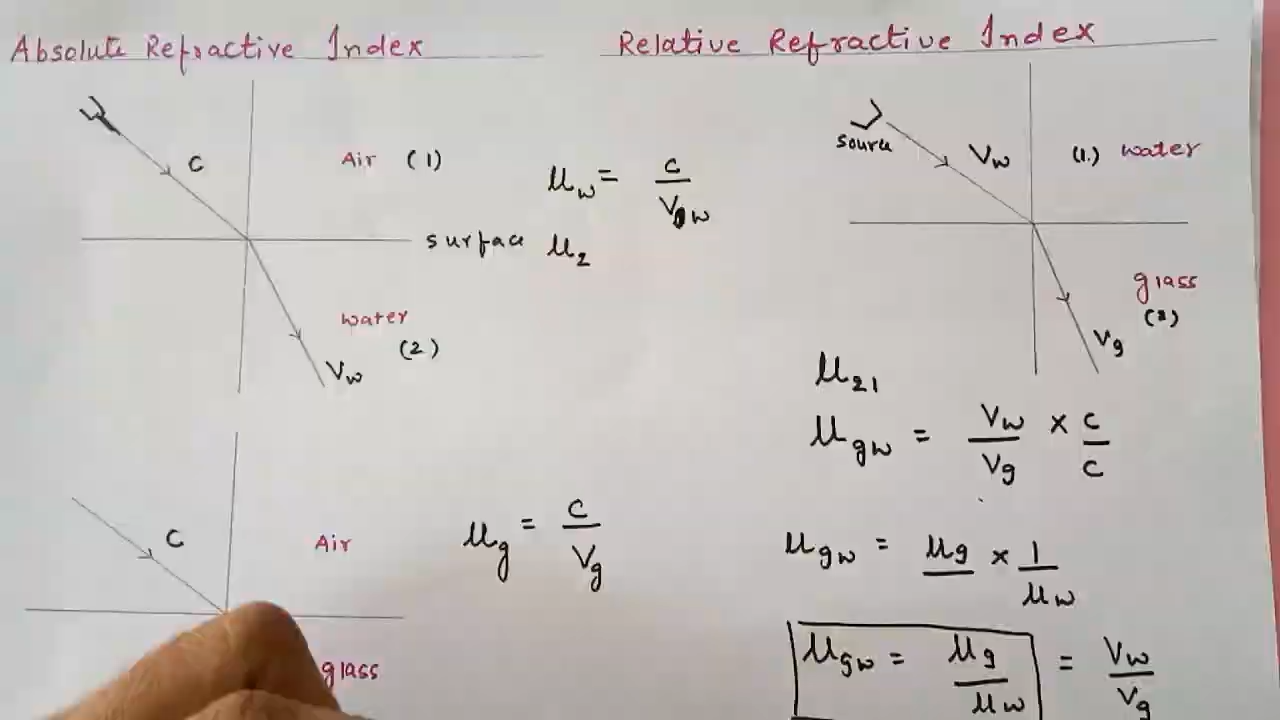 Absolute Refractive Index
C
Air (1)
surface
water
(2)
Vw
μw = c / Vw
μ2
C
Air
glass
μg = c / Vg
Relative Refractive Index
source
Vw
(1.) water
glass
(2)
Vg
μ21
μgw = Vw / Vg × c / c
μgw = μg × 1 / μw
μgw = μg / μw = Vw / Vg